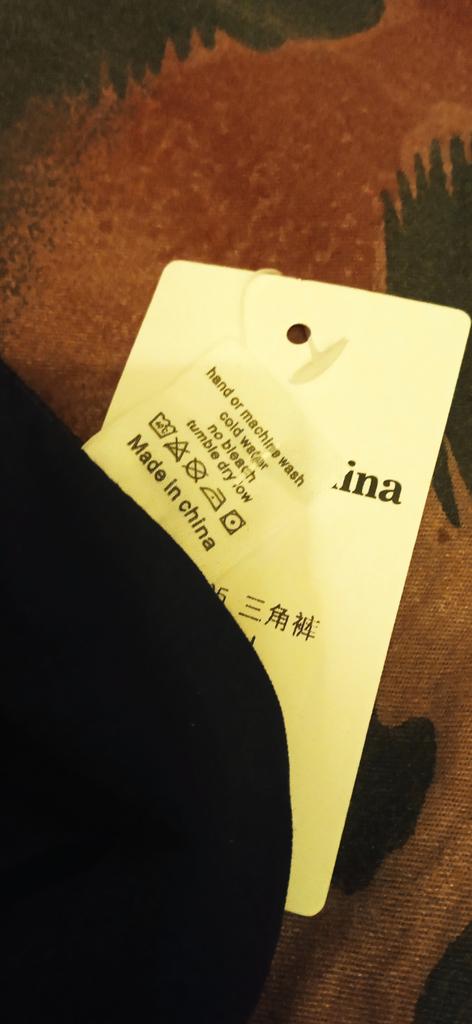 hand or machine wash
cold water
no bleach
tumble dry low
Made in china
ina
三角裤